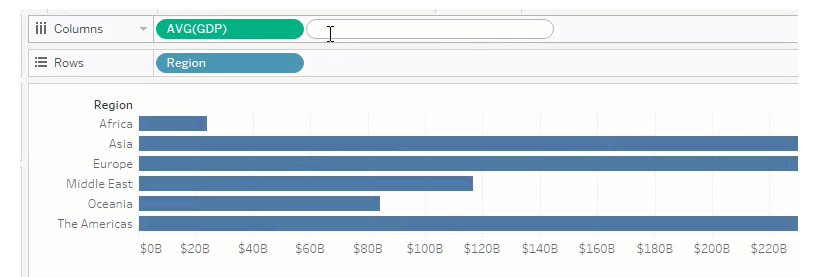 Columns AVG(GDP)
Rows Region
Region
Africa
Asia
Europe
Middle East
Oceania
The Americas
$0B $20B $40B $60B $80B $100B $120B $140B $160B $180B $200B $220B